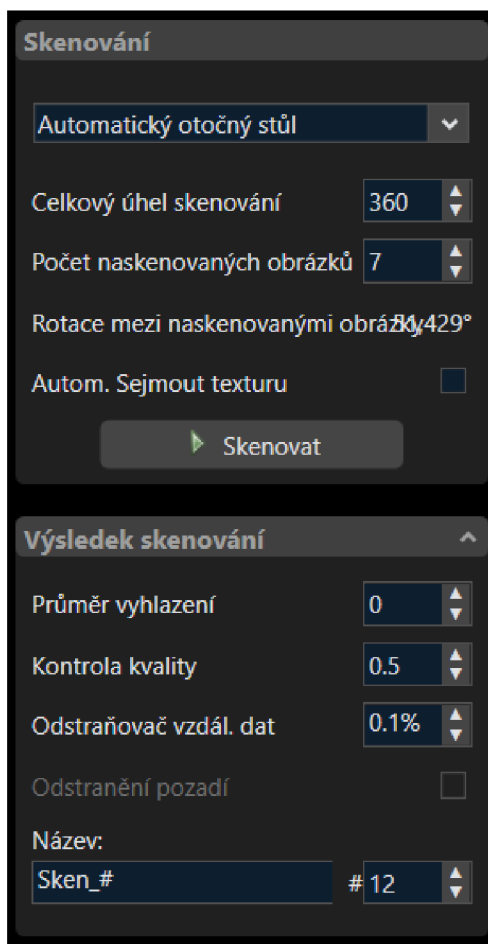 Skenování
Automatický otočný stůl
Celkový úhel skenování 360
Počet naskenovaných obrázků 7
Rotace mezi naskenovanými obrázky 51,429°
Autom. Sejmout texturu
Skenovat
Výsledek skenování
Průměr vyhlazení 0
Kontrola kvality 0.5
Odstraňovač vzdál. dat 0.1%
Odstranění pozadí
Název:
Sken_# # 12